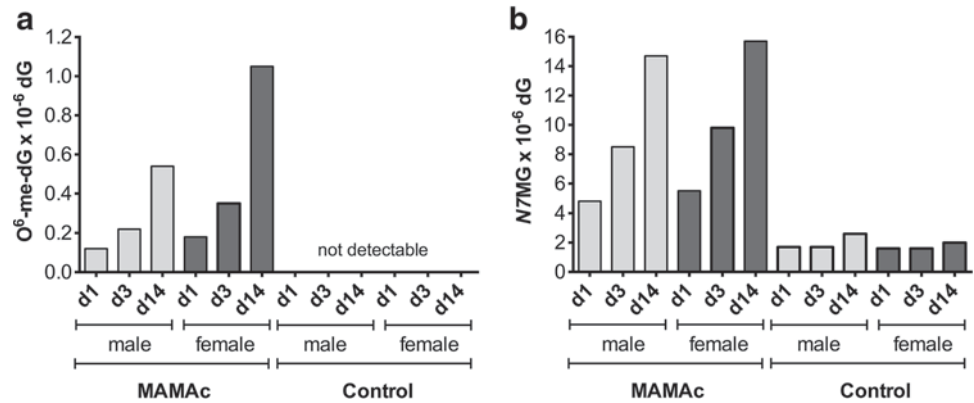 a
O⁶-me-dG x 10⁻⁶ dG
1.2
1.0
0.8
0.6
0.4
0.2
0.0
not detectable
d1 d3 d14 d1 d3 d14 d1 d3 d14 d1 d3 d14
male female male female
MAMAc Control
b
N7MG x 10⁻⁶ dG
16
14
12
10
8
6
4
2
0
d1 d3 d14 d1 d3 d14 d1 d3 d14 d1 d3 d14
male female male female
MAMAc Control